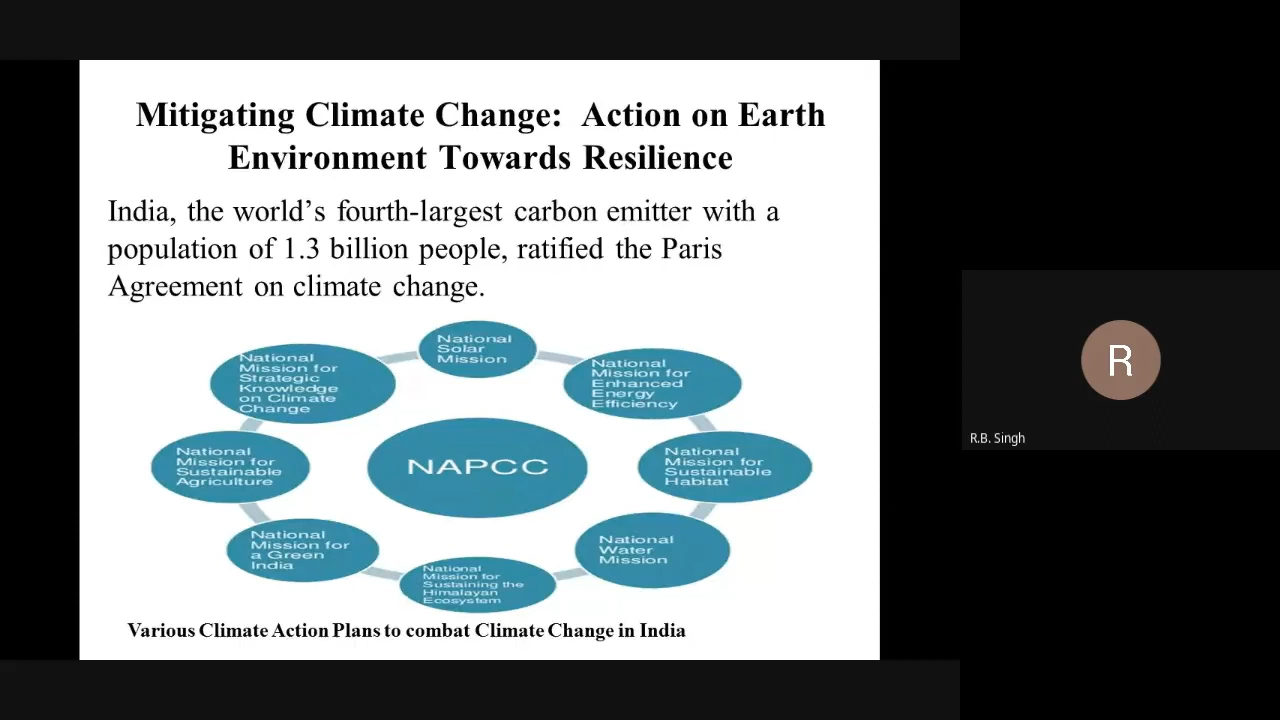 Mitigating Climate Change: Action on Earth
Environment Towards Resilience
India, the world's fourth-largest carbon emitter with a
population of 1.3 billion people, ratified the Paris
Agreement on climate change.
National
Solar
Mission
National
Mission for
Enhanced
Energy
Efficiency
National
Mission for
Sustainable
Habitat
National
Water
Mission
National
Mission for
Sustaining the
Himalayan
Ecosystem
National
Mission for
a Green
India
National
Mission for
Sustainable
Agriculture
National
Mission for
Strategic
Knowledge
on Climate
Change
NAPCC
Various Climate Action Plans to combat Climate Change in India
R
R.B. Singh